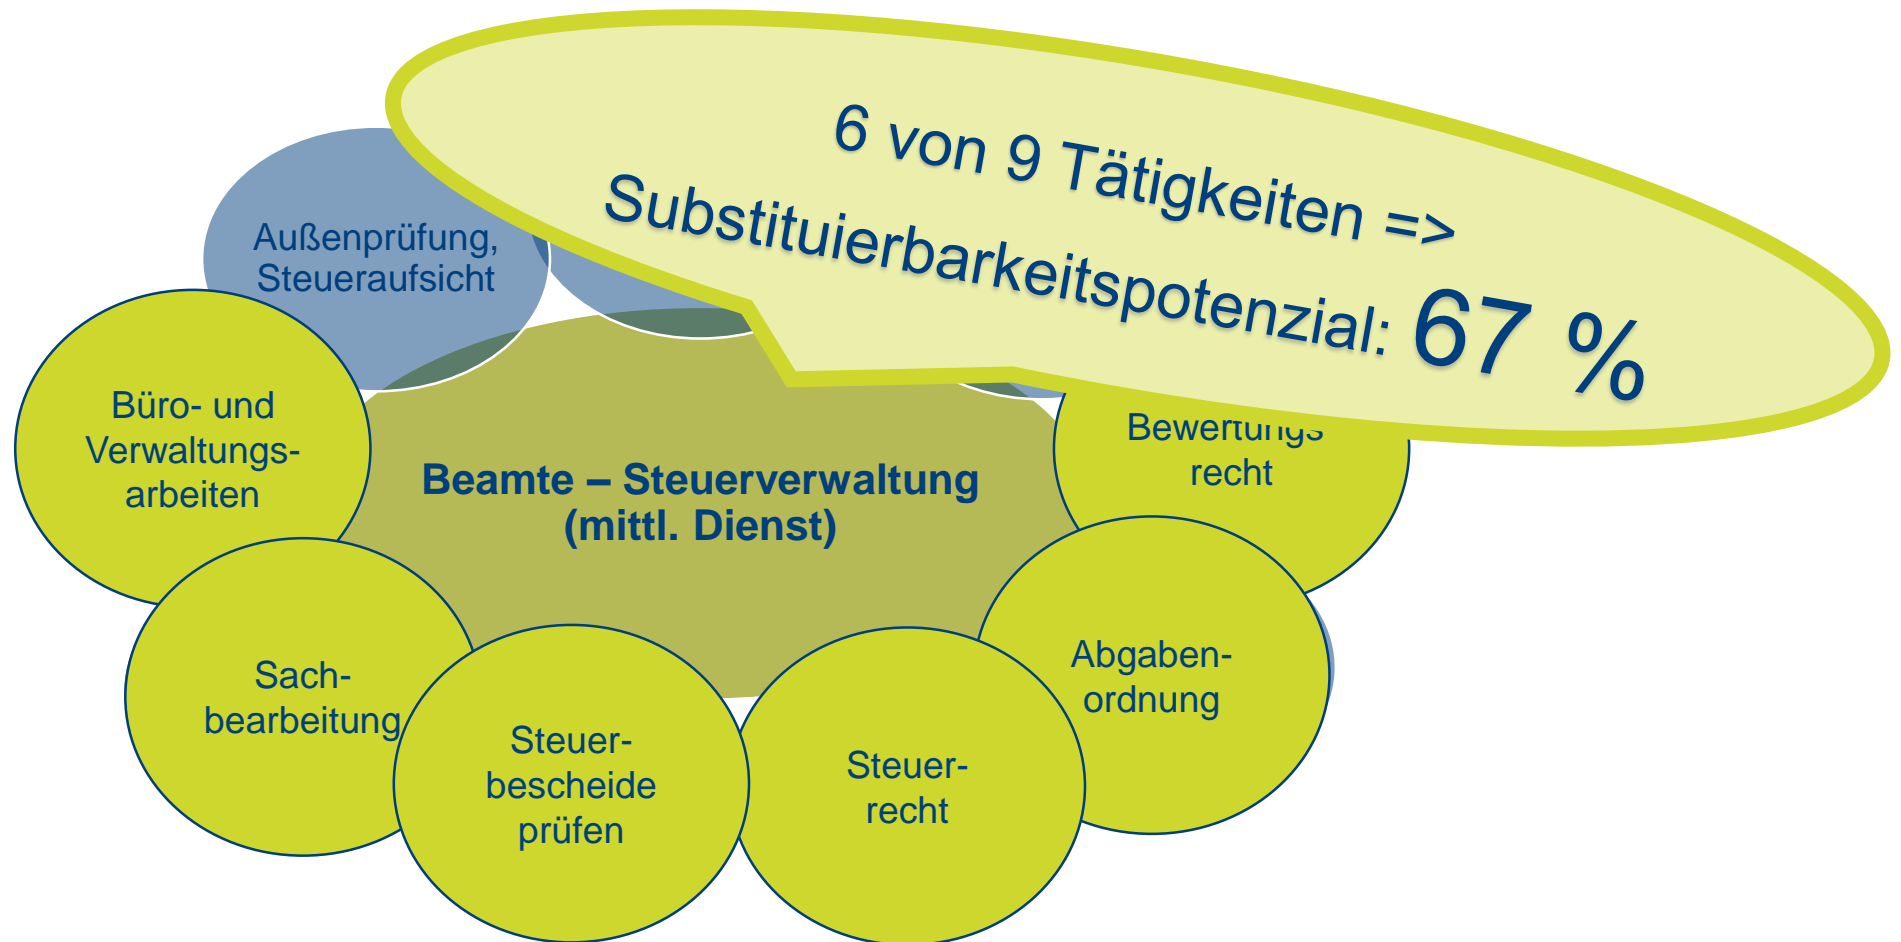 6 von 9 Tätigkeiten =>
Substituierbarkeitspotenzial: 67 %
Außenprüfung,
Steueraufsicht
Büro- und
Verwaltungs-
arbeiten
Bewertungs
recht
Beamte – Steuerverwaltung
(mittl. Dienst)
Abgaben-
ordnung
Sach-
bearbeitung
Steuer-
bescheide
prüfen
Steuer-
recht